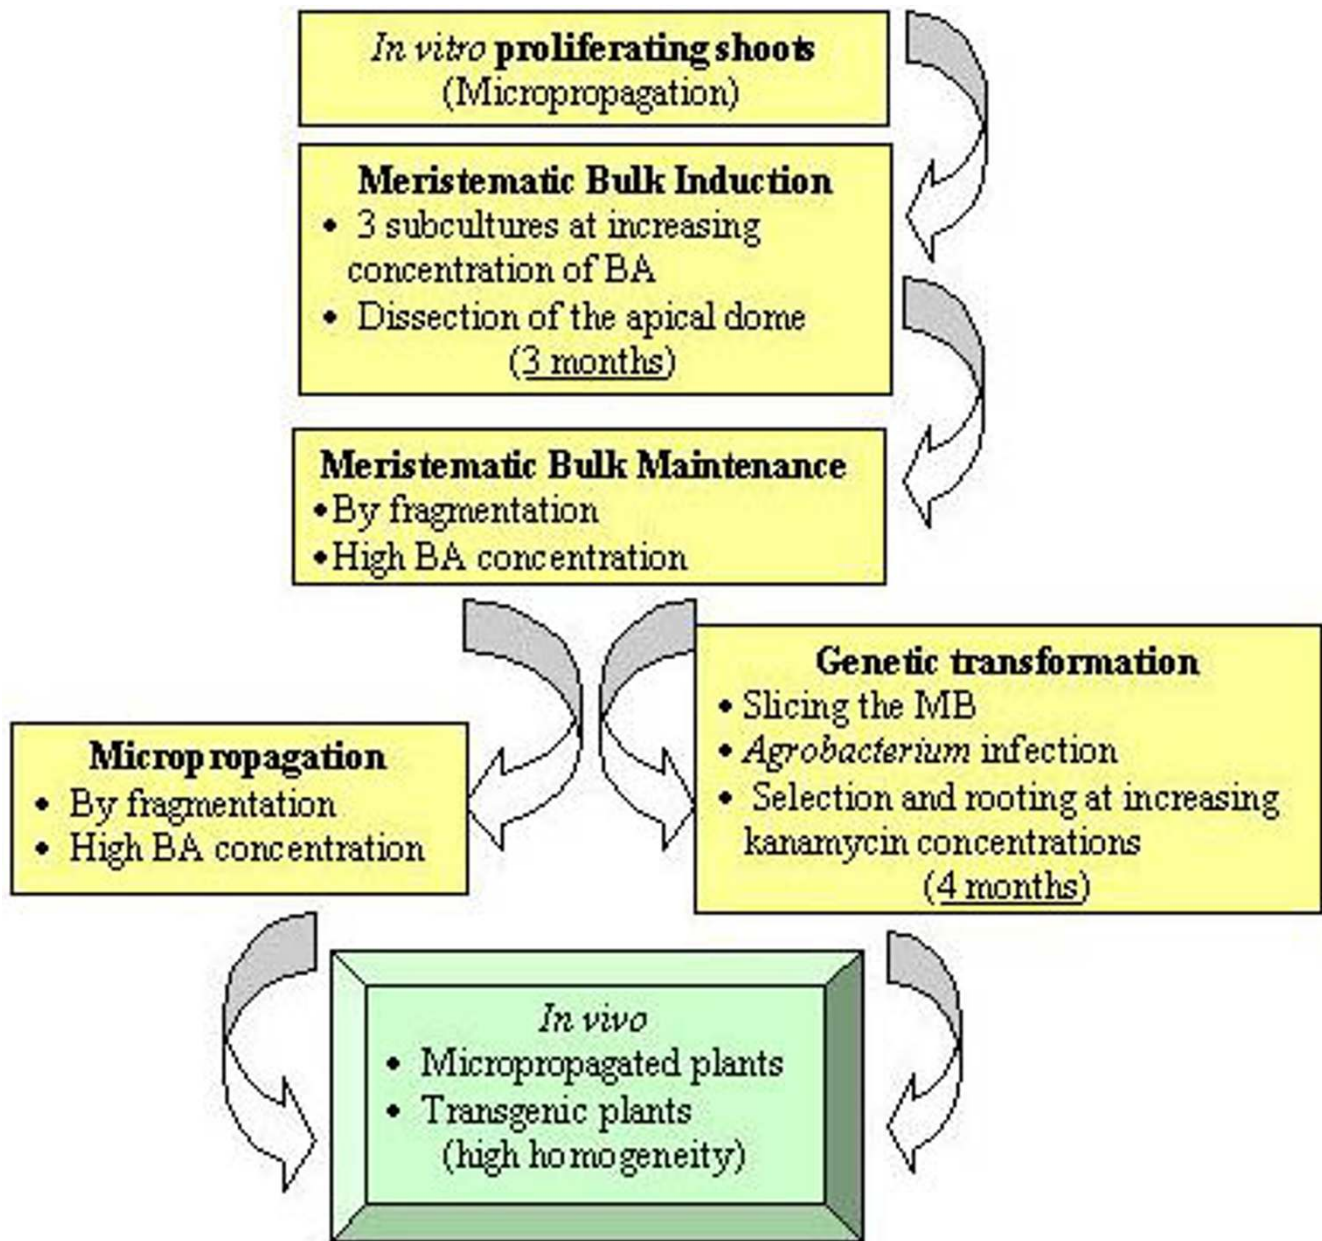 In vitro proliferating shoots
(Micropropagation)
Meristematic Bulk Induction
• 3 subcultures at increasing
concentration of BA
• Dissection of the apical dome
(3 months)
Meristematic Bulk Maintenance
• By fragmentation
• High BA concentration
Genetic transformation
• Slicing the MB
• Agrobacterium infection
• Selection and rooting at increasing
kanamycin concentrations
(4 months)
Micropropagation
• By fragmentation
• High BA concentration
In vivo
• Micropropagated plants
• Transgenic plants
(high homogeneity)